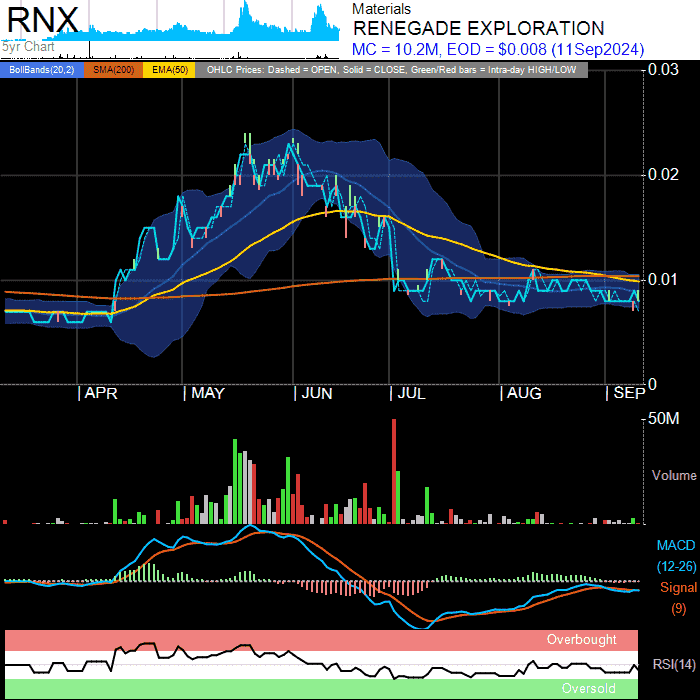 RNX
Materials
RENEGADE EXPLORATION
5yr Chart
MC = 10.2M, EOD = $0.008 (11Sep2024)
BollBands(20,2) SMA(200) EMA(50) OHLC Prices: Dashed = OPEN, Solid = CLOSE, Green/Red bars = Intra-day HIGH/LOW
0.03
0.02
0.01
0
APR MAY JUN JUL AUG SEP
50M
Volume
MACD
(12-26)
Signal
(9)
Overbought
RSI(14)
Oversold